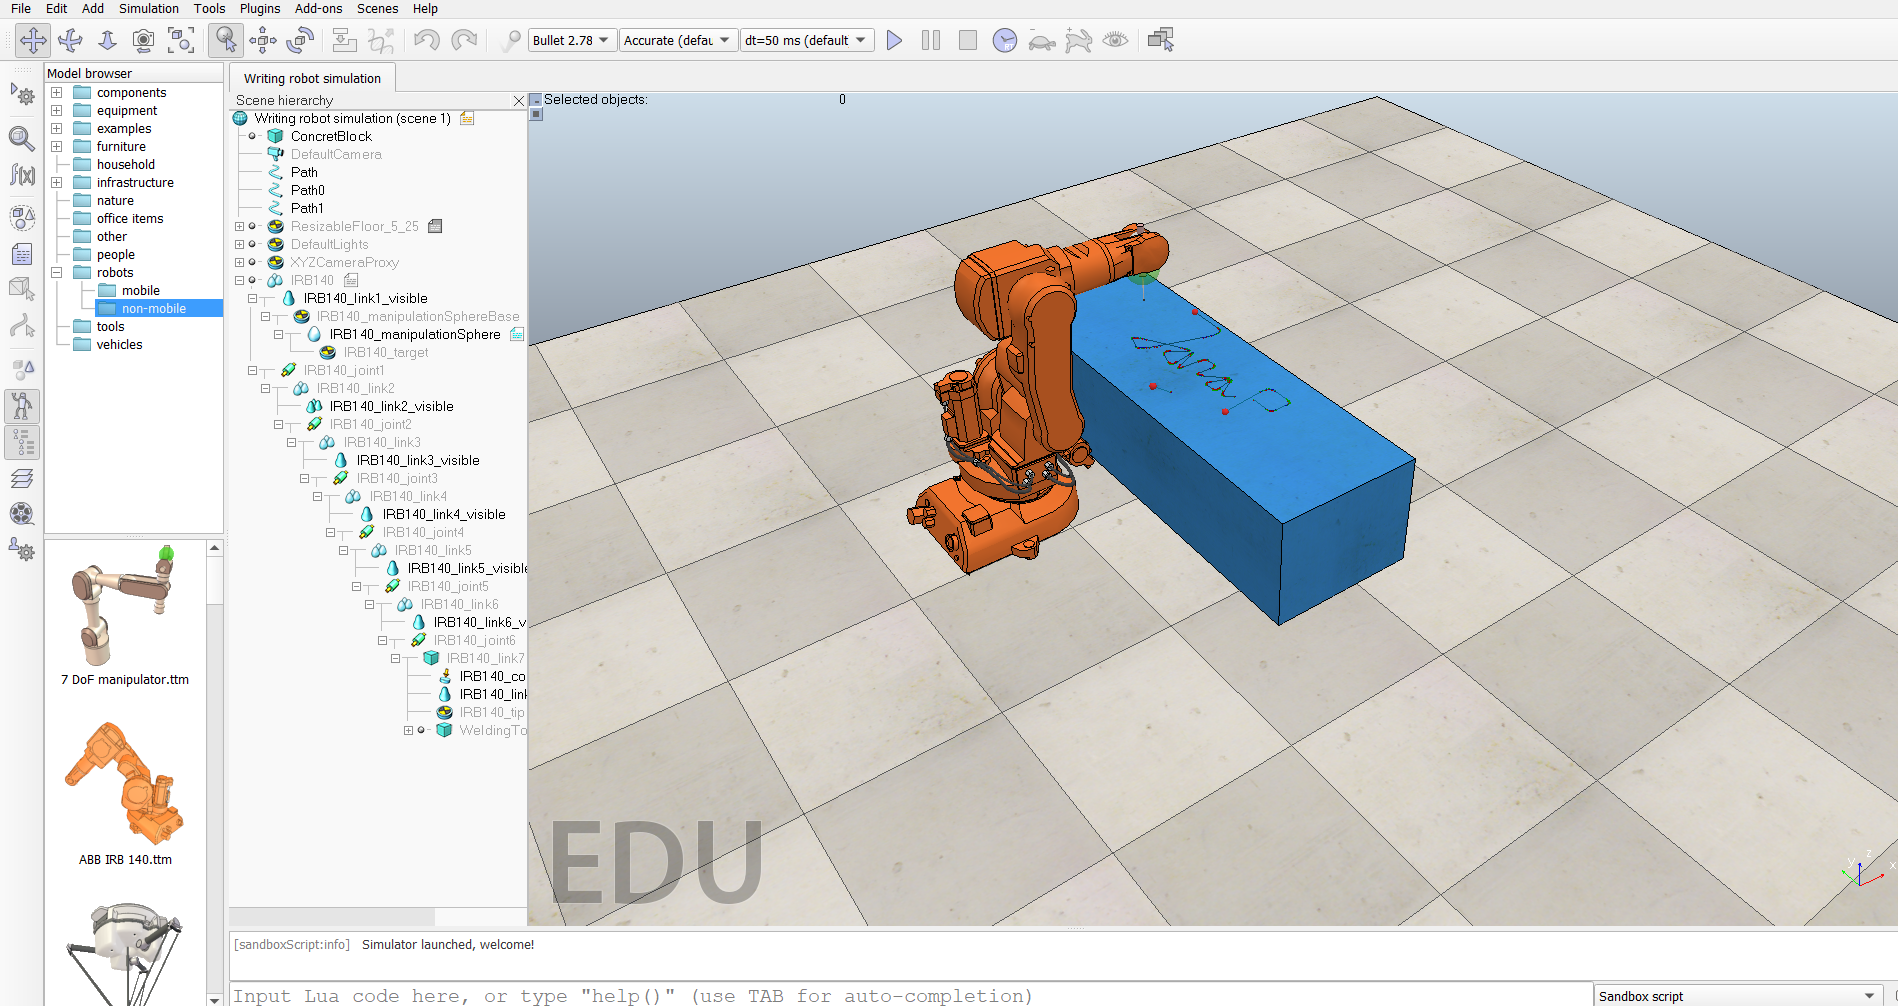 File Edit Add Simulation Tools Plugins Add-ons Scenes Help
Bullet 2.78 Accurate (defau dt=50 ms (default
RT
Model browser
components
equipment
examples
furniture
household
infrastructure
nature
office items
other
people
robots
mobile
non-mobile
tools
vehicles
f(x)
7 DoF manipulator.ttm
ABB IRB 140.ttm
Writing robot simulation
Scene hierarchy
Writing robot simulation (scene 1)
ConcretBlock
DefaultCamera
Path
Path0
Path1
ResizableFloor_5_25
DefaultLights
XYZCameraProxy
IRB140
IRB140_link1_visible
IRB140_manipulationSphereBase
IRB140_manipulationSphere
IRB140_target
IRB140_joint1
IRB140_link2
IRB140_link2_visible
IRB140_joint2
IRB140_link3
IRB140_link3_visible
IRB140_joint3
IRB140_link4
IRB140_link4_visible
IRB140_joint4
IRB140_link5
IRB140_link5_visible
IRB140_joint5
IRB140_link6
IRB140_link6_v
IRB140_joint6
IRB140_link7
IRB140_co
IRB140_link
IRB140_tip
WeldingTo
Selected objects: 0
EDU
z
y
x
[sandboxScript:info] Simulator launched, welcome!
Input Lua code here, or type "help()" (use TAB for auto-completion)
Sandbox script